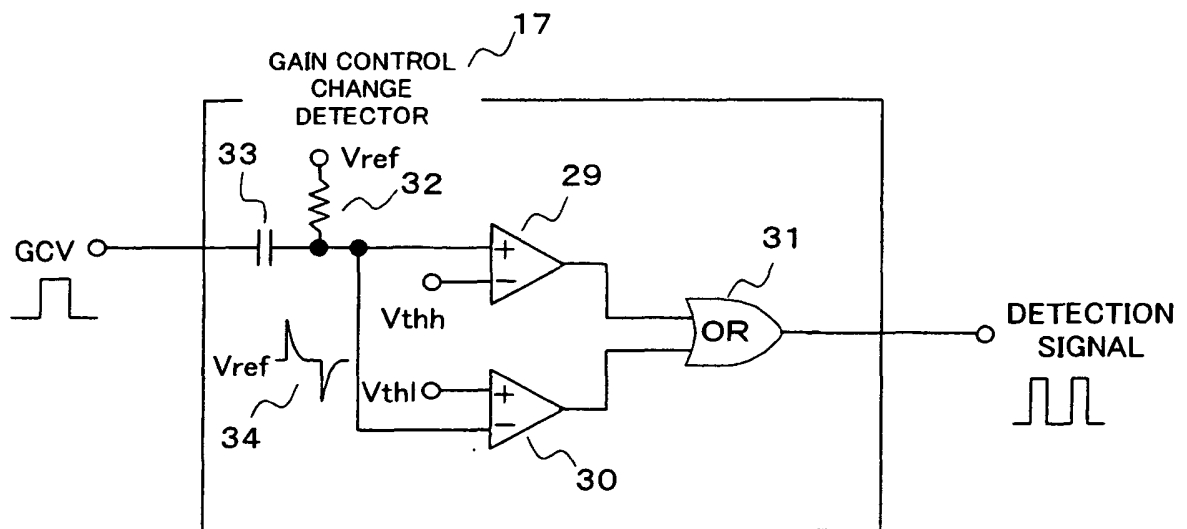 17
GAIN CONTROL
CHANGE
DETECTOR
33
Vref
32
29
GCV
31
Vthh
OR
DETECTION
SIGNAL
Vref
Vthl
34
30